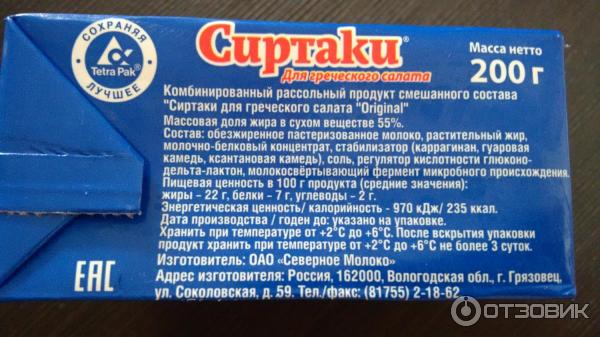 СОХРАНЯЯ
Tetra Pak
ЛУЧШЕЕ
Сиртаки®
Для греческого салата
Масса нетто
200 г
Комбинированный рассольный продукт смешанного состава
"Сиртаки для греческого салата "Original"
Массовая доля жира в сухом веществе 55%.
Состав: обезжиренное пастеризованное молоко, растительный жир,
молочно-белковый концентрат, стабилизатор (каррагинан, гуаровая
камедь, ксантановая камедь), соль, регулятор кислотности глюконо-
дельта-лактон, молокосвёртывающий фермент микробного происхождения.
Пищевая ценность в 100 г продукта (средние значения):
жиры – 22 г, белки – 7 г, углеводы – 2 г.
Энергетическая ценность/ калорийность - 970 кДж/ 235 ккал.
Дата производства / годен до: указано на упаковке.
Хранить при температуре от +2°С до +6°С. После вскрытия упаковки
продукт хранить при температуре от +2°С до +6°С не более 3 суток.
Изготовитель: ОАО «Северное Молоко»
Адрес изготовителя: Россия, 162000, Вологодская обл., г. Грязовец,
ул. Соколовская, д. 59. Тел./факс: (81755) 2-18-62
ЕАС
ОТЗОВИК